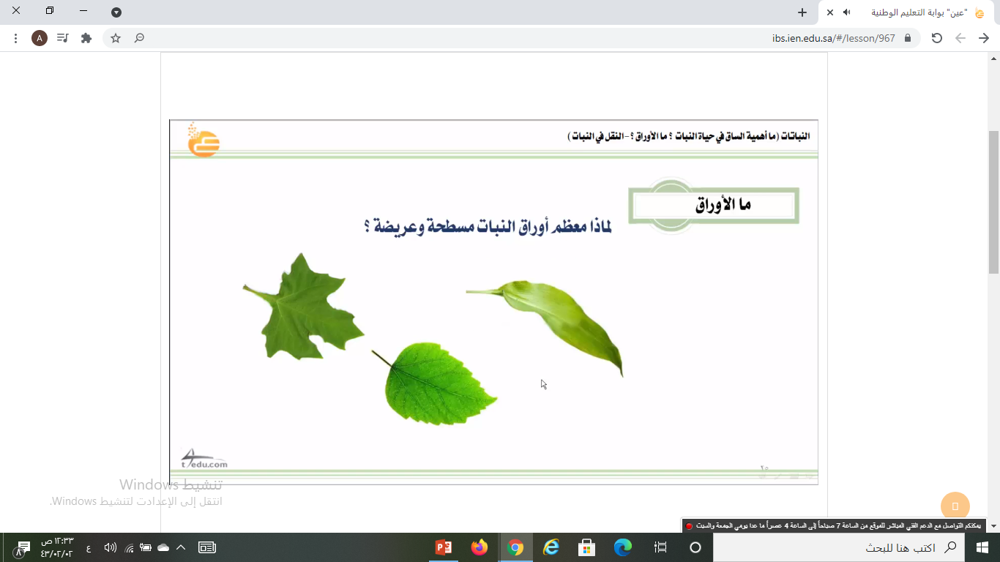 "عين" بوابة التعليم الوطنية
ibs.ien.edu.sa/#/lesson/967
A
النباتات (ما أهمية الساق في حياة النبات ؟ ما الأوراق ؟ - النقل في النبات )
ما الأوراق
لماذا معظم أوراق النبات مسطحة وعريضة ؟
t4edu.com
٢٥
تنشيط Windows
انتقل إلى الإعدادت لتنشيط Windows.
يمكنكم التواصل مع الدعم الفني المباشر للموقع من الساعة 7 صباحاً إلى الساعة 4 عصراً ما عدا يومي الجمعة والسبت
اكتب هنا للبحث
ع
١٢:٣٣ ص
٤٣/٠٢/٠٢
٨